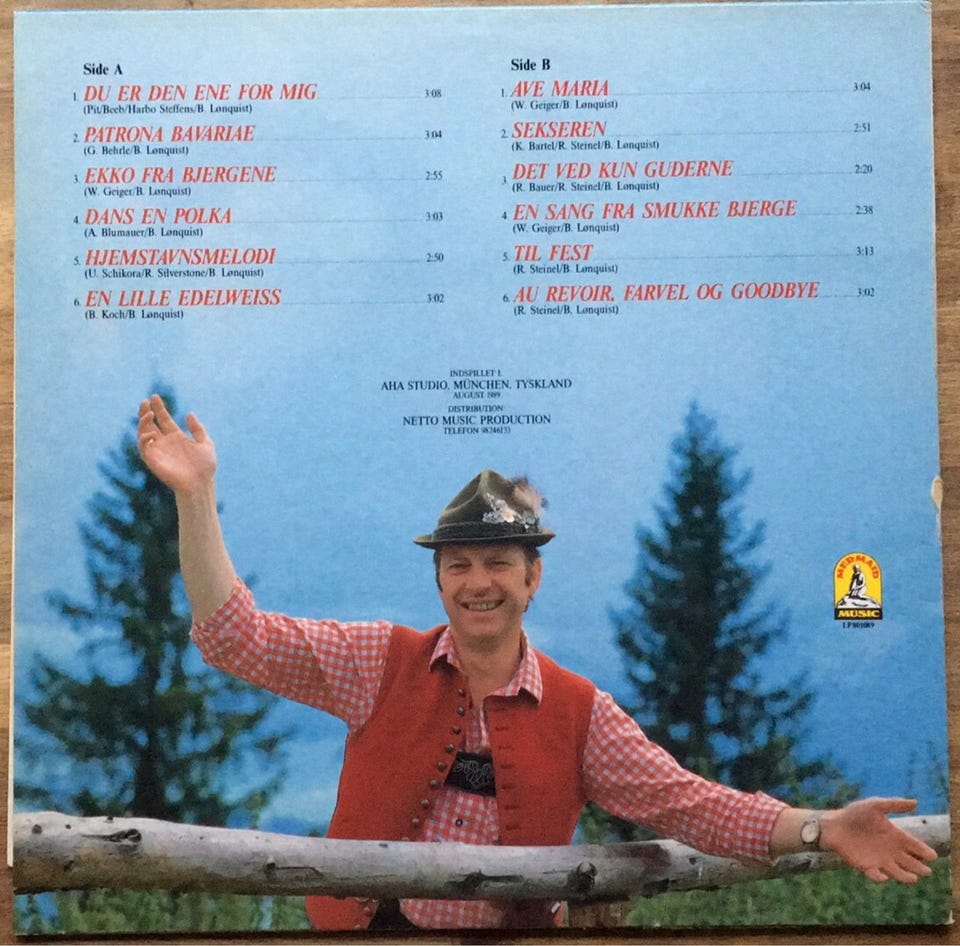 Side A
1. DU ER DEN ENE FOR MIG 3:08
(Pit/Beeb/Harbo Steffens/B. Lønquist)
2. PATRONA BAVARIAE 3:04
(G. Behrle/B. Lønquist)
3. EKKO FRA BJERGENE 2:55
(W. Geiger/B. Lønquist)
4. DANS EN POLKA 3:03
(A. Blumauer/B. Lønquist)
5. HJEMSTAVNSMELODI 2:50
(U. Schikora/R. Silverstone/B. Lønquist)
6. EN LILLE EDELWEISS 3:02
(B. Koch/B. Lønquist)
Side B
1. AVE MARIA 3:04
(W. Geiger/B. Lønquist)
2. SEKSEREN 2:51
(K. Bartel/R. Steinel/B. Lønquist)
3. DET VED KUN GUDERNE 2:20
(R. Bauer/R. Steinel/B. Lønquist)
4. EN SANG FRA SMUKKE BJERGE 2:38
(W. Geiger/B. Lønquist)
5. TIL FEST 3:13
(R. Steinel/B. Lønquist)
6. AU REVOIR, FARVEL OG GOODBYE 3:02
(R. Steinel/B. Lønquist)
INDSPILLET I:
AHA STUDIO, MÜNCHEN, TYSKLAND
AUGUST 1989
DISTRIBUTION
NETTO MUSIC PRODUCTION
TELEFON
MERMAID
MUSIC
LP 801089